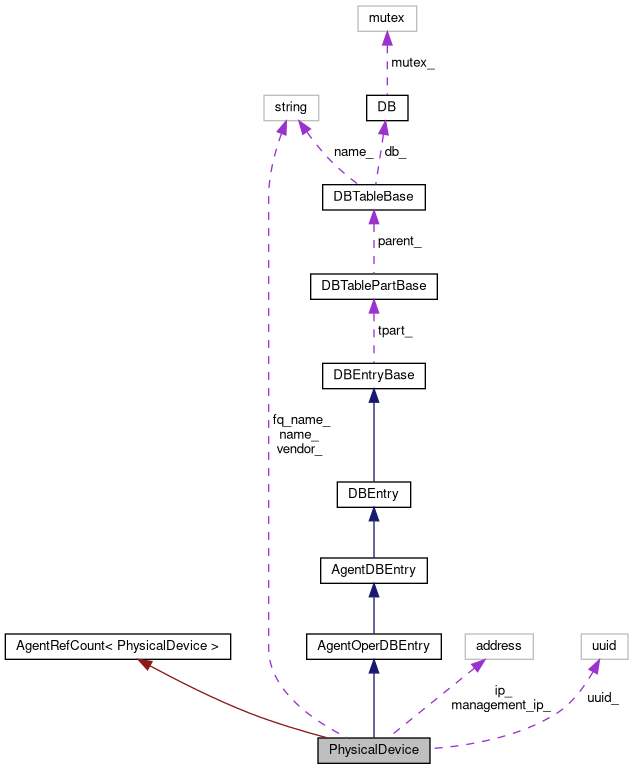 mutex
mutex_
string
DB
name_
db_
DBTableBase
parent_
DBTablePartBase
tpart_
DBEntryBase
fq_name_
name_
vendor_
DBEntry
AgentDBEntry
AgentRefCount< PhysicalDevice >
AgentOperDBEntry
address
uuid
ip_
management_ip_
uuid_
PhysicalDevice